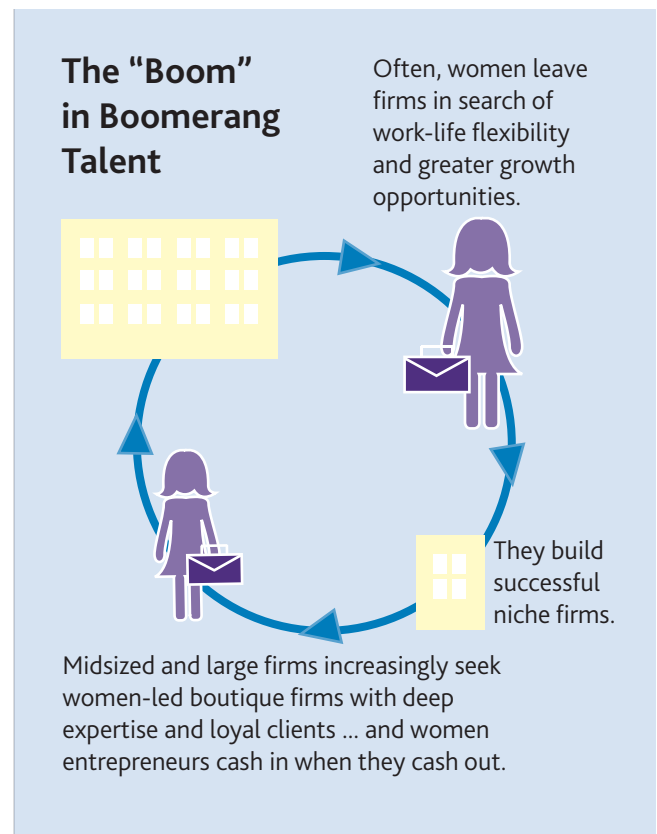 The “Boom”
in Boomerang
Talent
Often, women leave
firms in search of
work-life flexibility
and greater growth
opportunities.
They build
successful
niche firms.
Midsized and large firms increasingly seek
women-led boutique firms with deep
expertise and loyal clients ... and women
entrepreneurs cash in when they cash out.